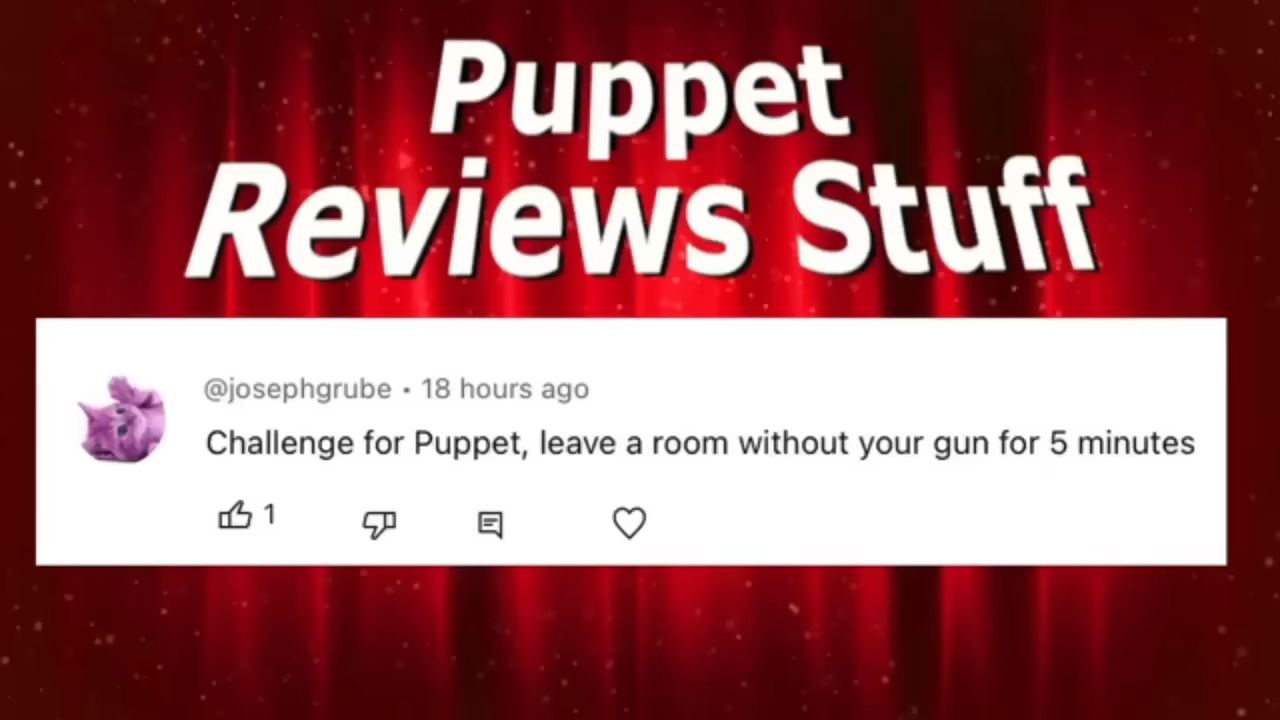 Puppet
Reviews Stuff
@josephgrube • 18 hours ago
Challenge for Puppet, leave a room without your gun for 5 minutes
1